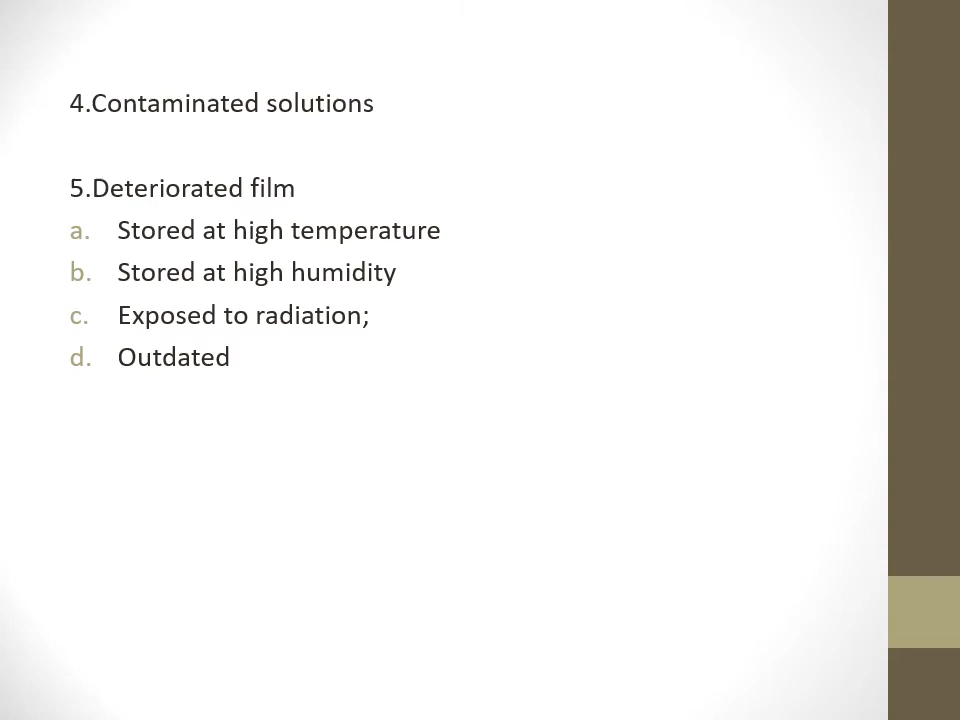 4.Contaminated solutions
5.Deteriorated film
a. Stored at high temperature
b. Stored at high humidity
c. Exposed to radiation;
d. Outdated